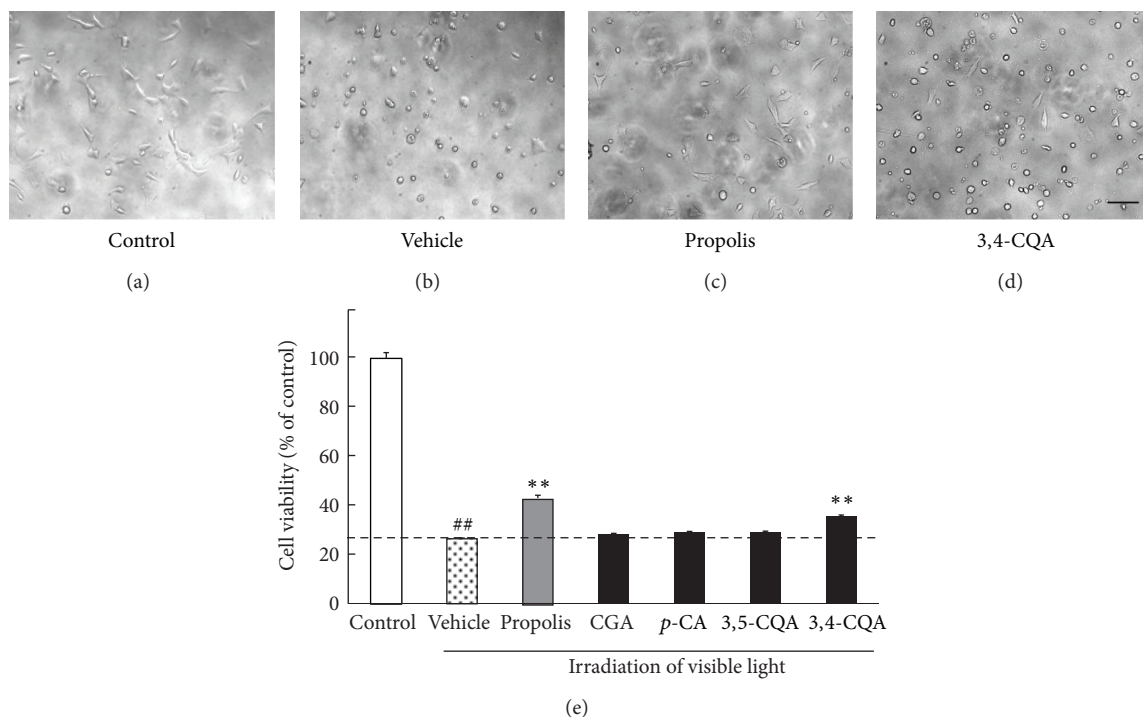 Control
Vehicle
Propolis
3,4-CQA
(a)
(b)
(c)
(d)
Cell viability (% of control)
100
80
60
40
20
0
##
**
**
Control
Vehicle
Propolis
CGA
p-CA
3,5-CQA
3,4-CQA
Irradiation of visible light
(e)